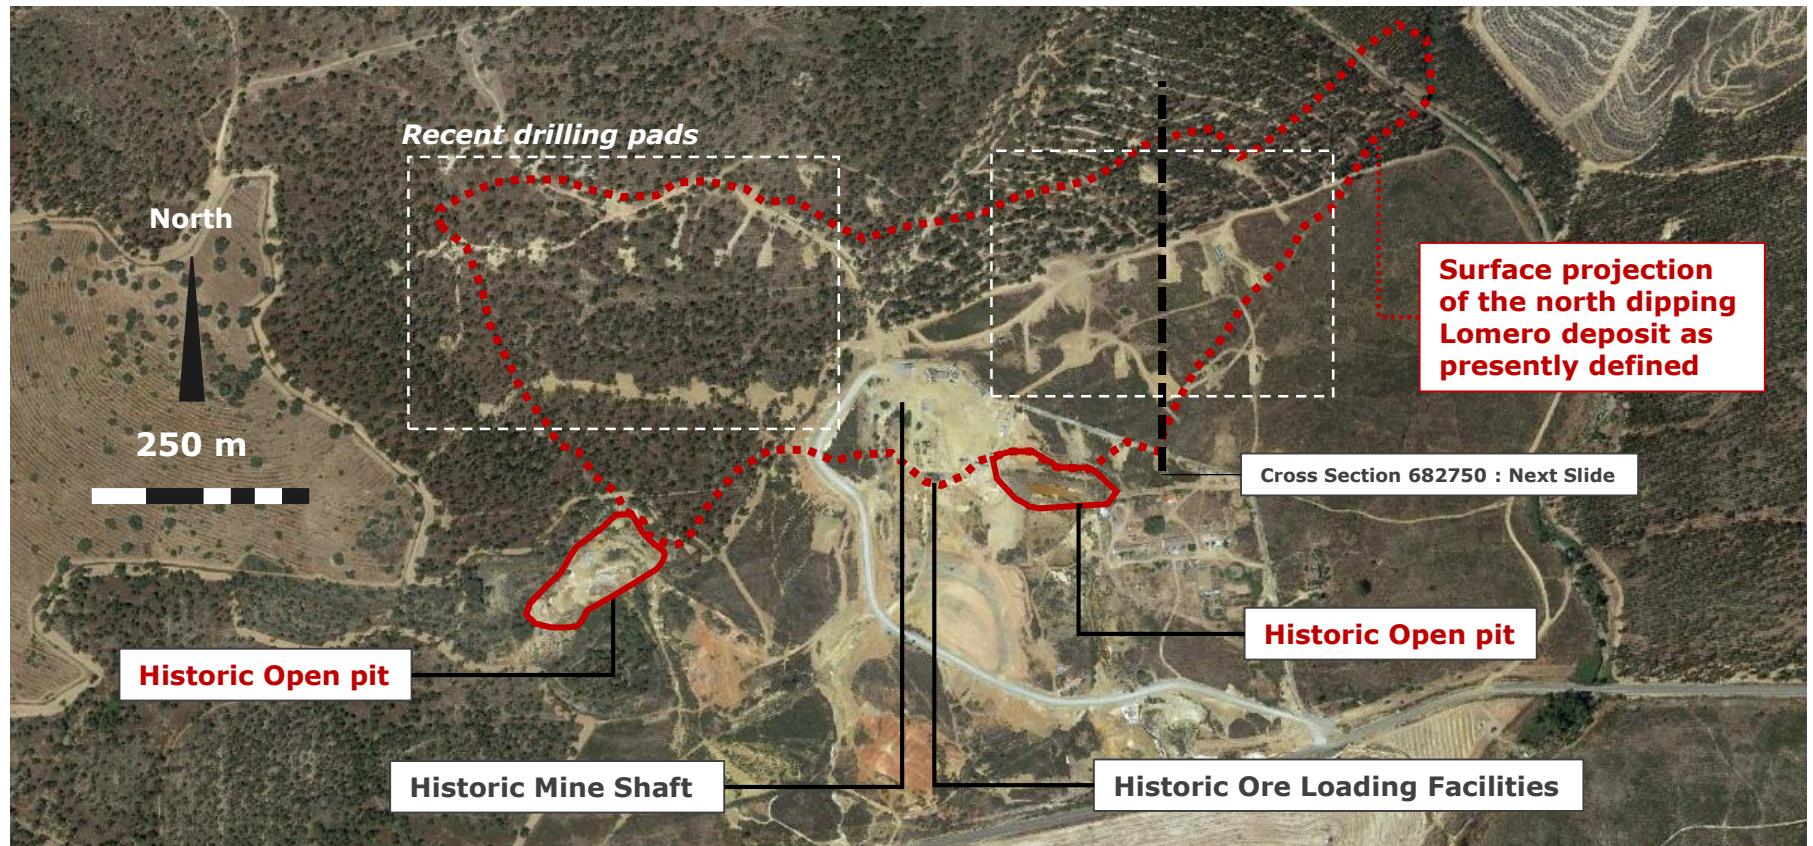 Recent drilling pads
North
250 m
Surface projection
of the north dipping
Lomero deposit as
presently defined
Cross Section 682750 : Next Slide
Historic Open pit
Historic Open pit
Historic Mine Shaft
Historic Ore Loading Facilities